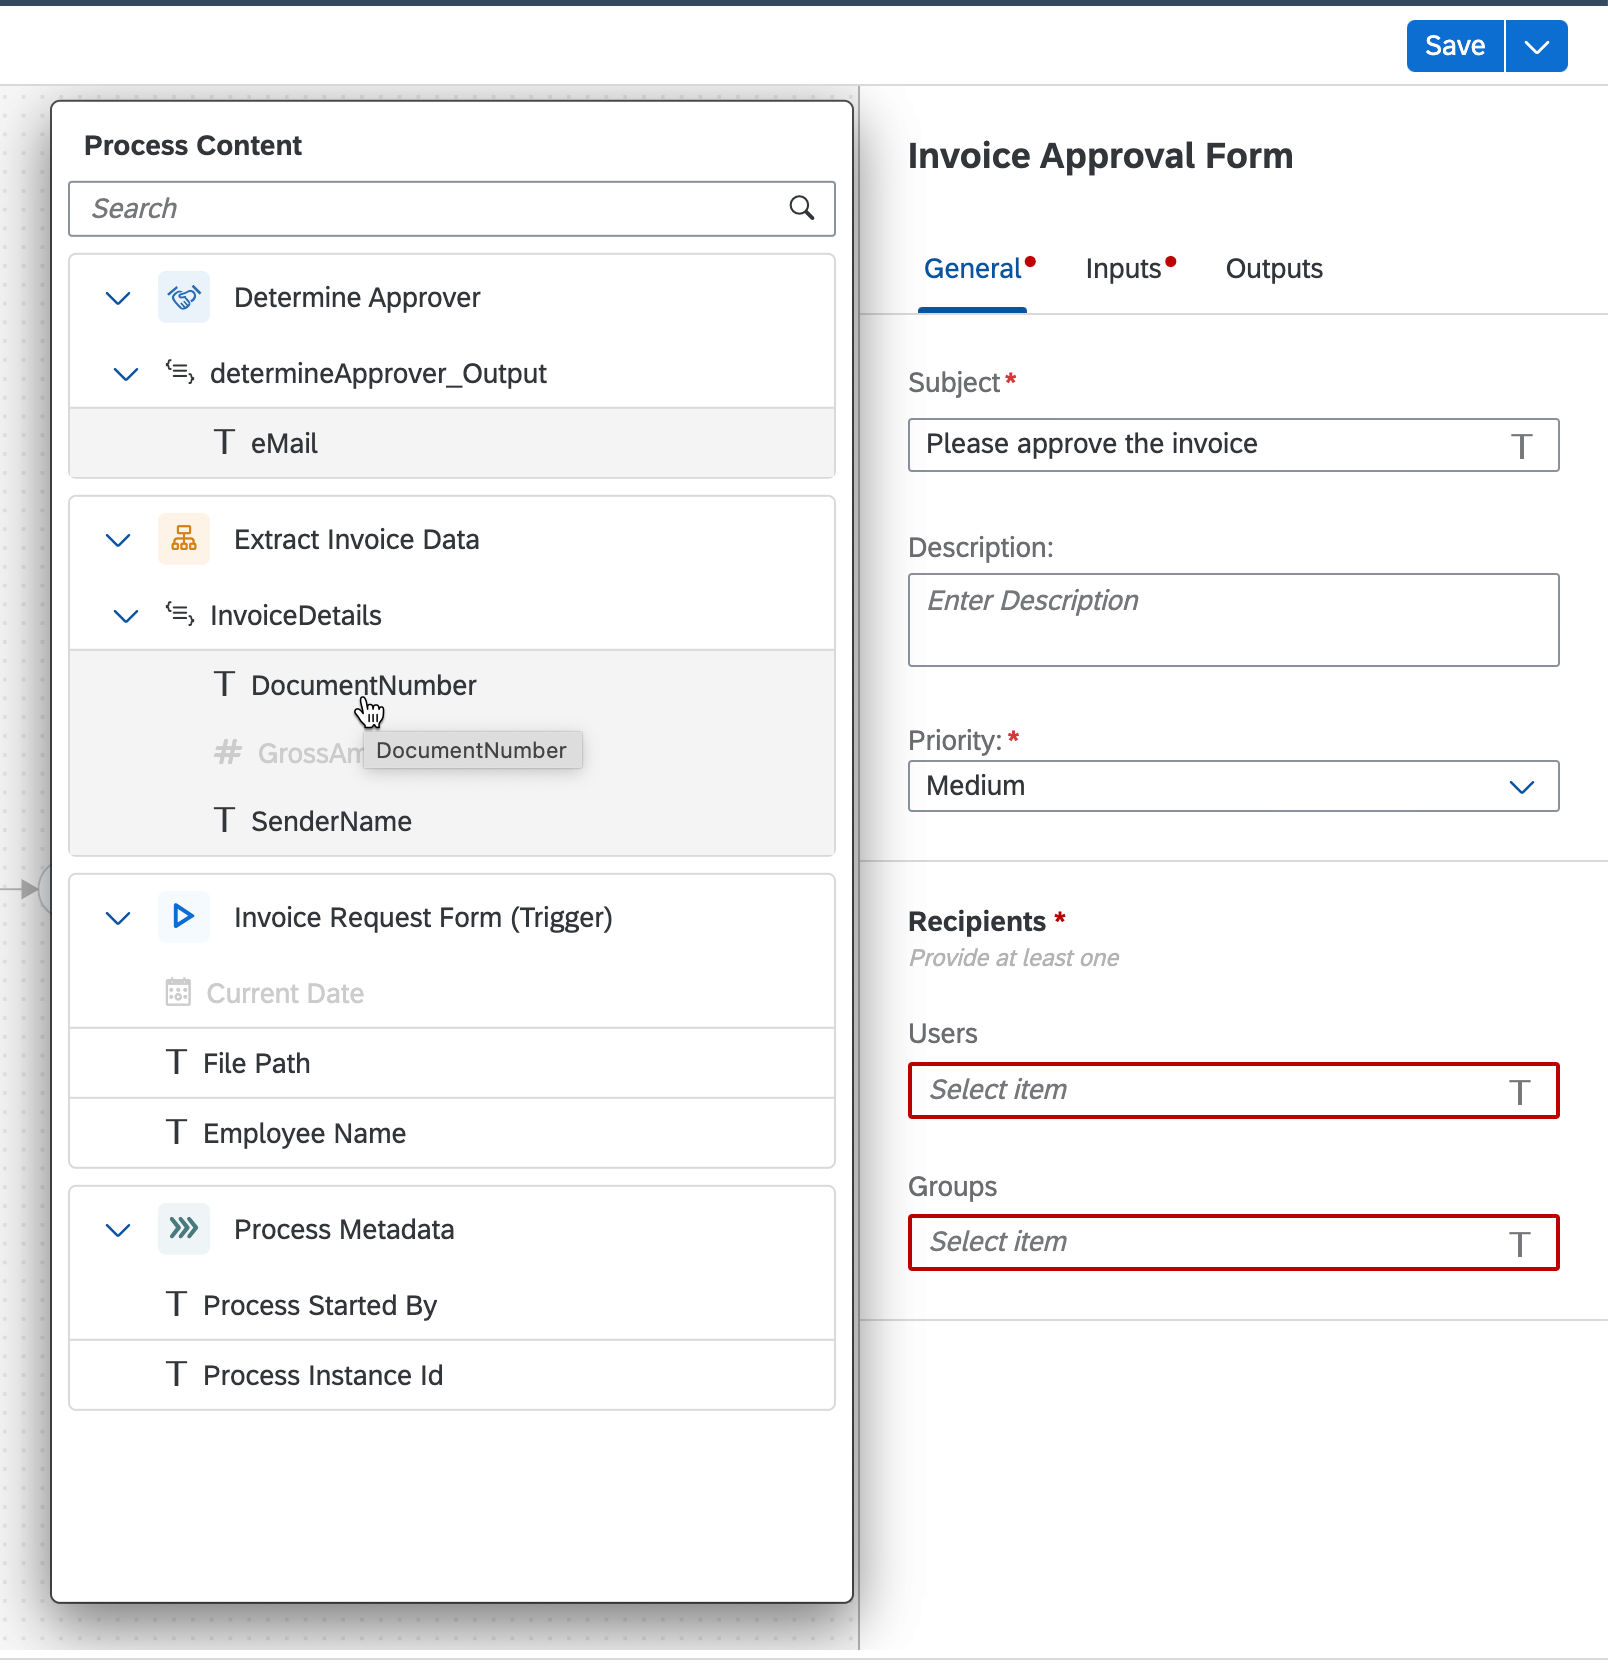 Save
Process Content
Search
Determine Approver
determineApprover_Output
T eMail
Extract Invoice Data
InvoiceDetails
T DocumentNumber
DocumentNumber
# GrossAm
T SenderName
Invoice Request Form (Trigger)
Current Date
T File Path
T Employee Name
Process Metadata
T Process Started By
T Process Instance Id
Invoice Approval Form
General Inputs Outputs
Subject *
Please approve the invoice T
Description:
Enter Description
Priority: *
Medium
Recipients *
Provide at least one
Users
Select item T
Groups
Select item T